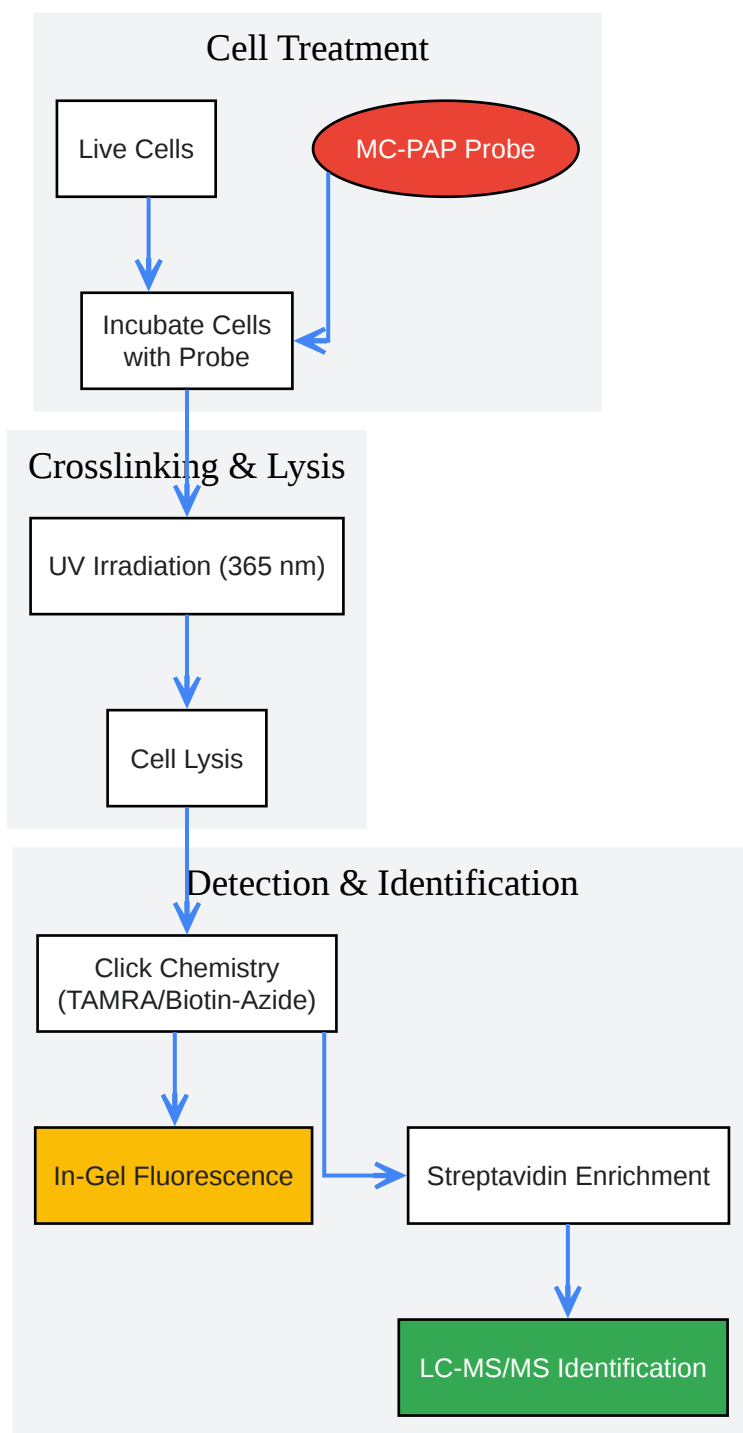 Cell Treatment
Live Cells
MC-PAP Probe
Incubate Cells
with Probe
Crosslinking & Lysis
UV Irradiation (365 nm)
Cell Lysis
Detection & Identification
Click Chemistry
(TAMRA/Biotin-Azide)
In-Gel Fluorescence
Streptavidin Enrichment
LC-MS/MS Identification